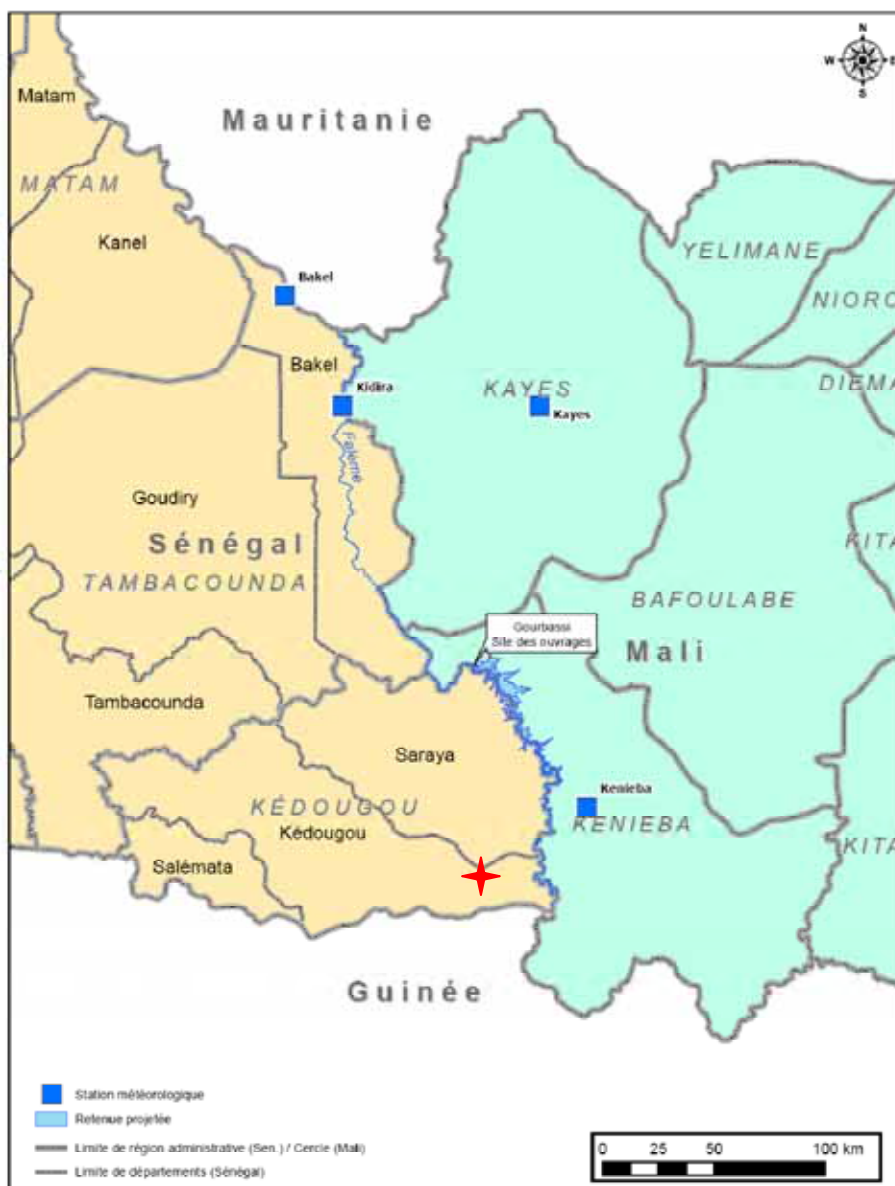 N
W
E
S
Matam
Mauritanie
MATAM
Kanel
YELIMANE
Bakel
NIORO
Bakel
DIEMA
KAYES
Kidira
Kayes
Falémé
Goudiry
Sénégal
KITA
TAMBACOUNDA
BAFOULABE
Gourbassi
Site des ouvrages
Mali
Tambacounda
Saraya
Kenieba
KÉDOUGOU
KENIEBA
Kédougou
KITA
Salémata
Guinée
Station météorologique
Retenue projetée
Limite de région administrative (Sen.) / Cercle (Mali)
Limite de départements (Sénégal)
0 25 50 100 km